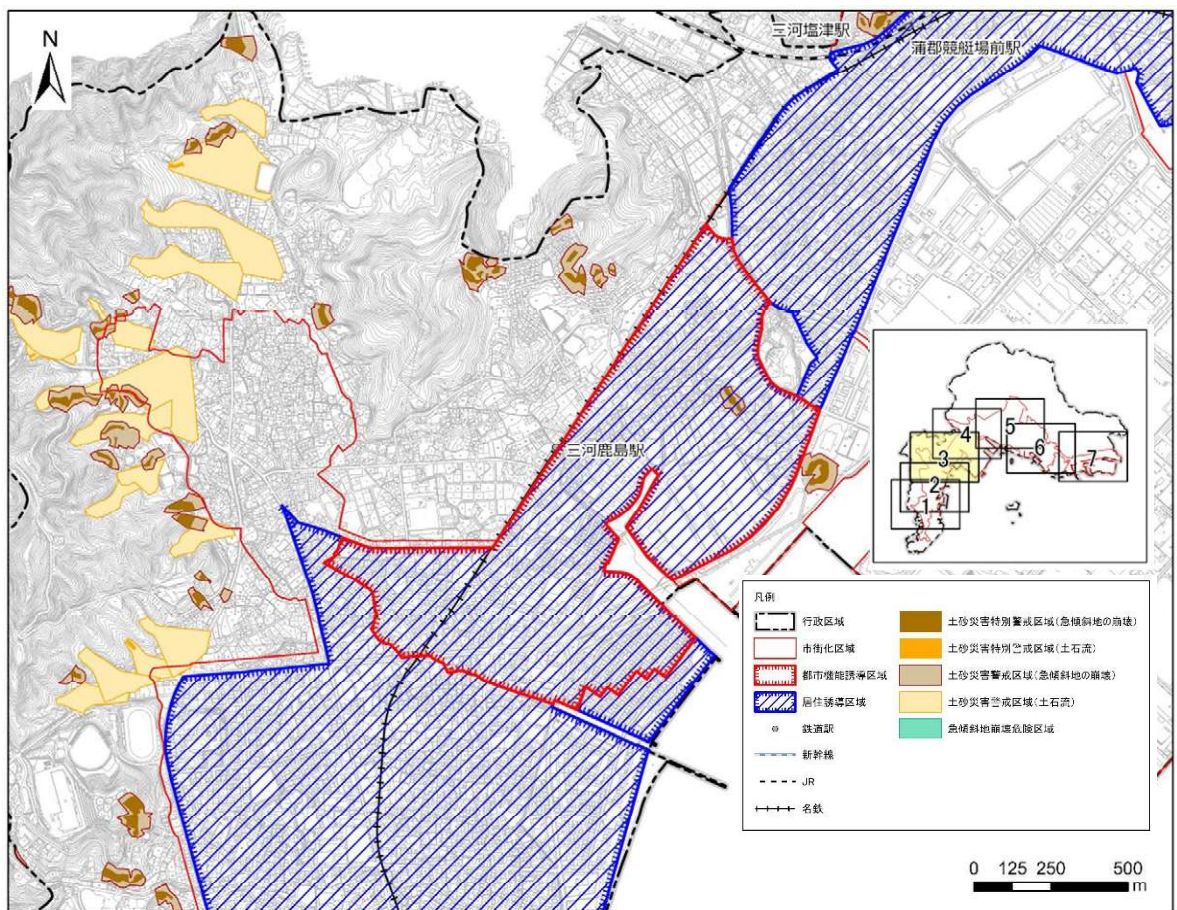 N
三河塩津駅
蒲郡競艇場前駅
三河鹿島駅
5
4
6
7
3
2
1
凡例
行政区域
市街化区域
都市機能誘導区域
居住誘導区域
鉄道駅
新幹線
JR
名鉄
土砂災害特別警戒区域(急傾斜地の崩壊)
土砂災害特別警戒区域(土石流)
土砂災害警戒区域(急傾斜地の崩壊)
土砂災害警戒区域(土石流)
急傾斜地崩壊危険区域
0 125 250 500
m